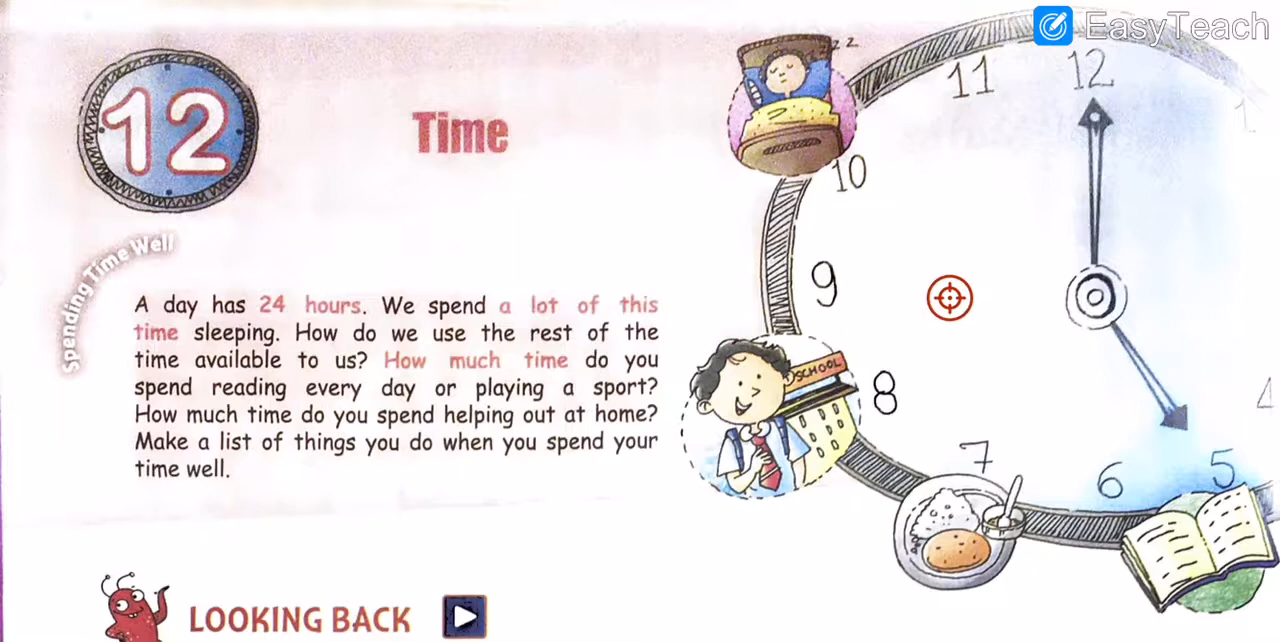 EasyTeach
12
Time
Spending Time Well
A day has 24 hours. We spend a lot of this
time sleeping. How do we use the rest of the
time available to us? How much time do you
spend reading every day or playing a sport?
How much time do you spend helping out at home?
Make a list of things you do when you spend your
time well.
LOOKING BACK
zzz
11
12
1
10
9
SCHOOL
8
4
7
6
5